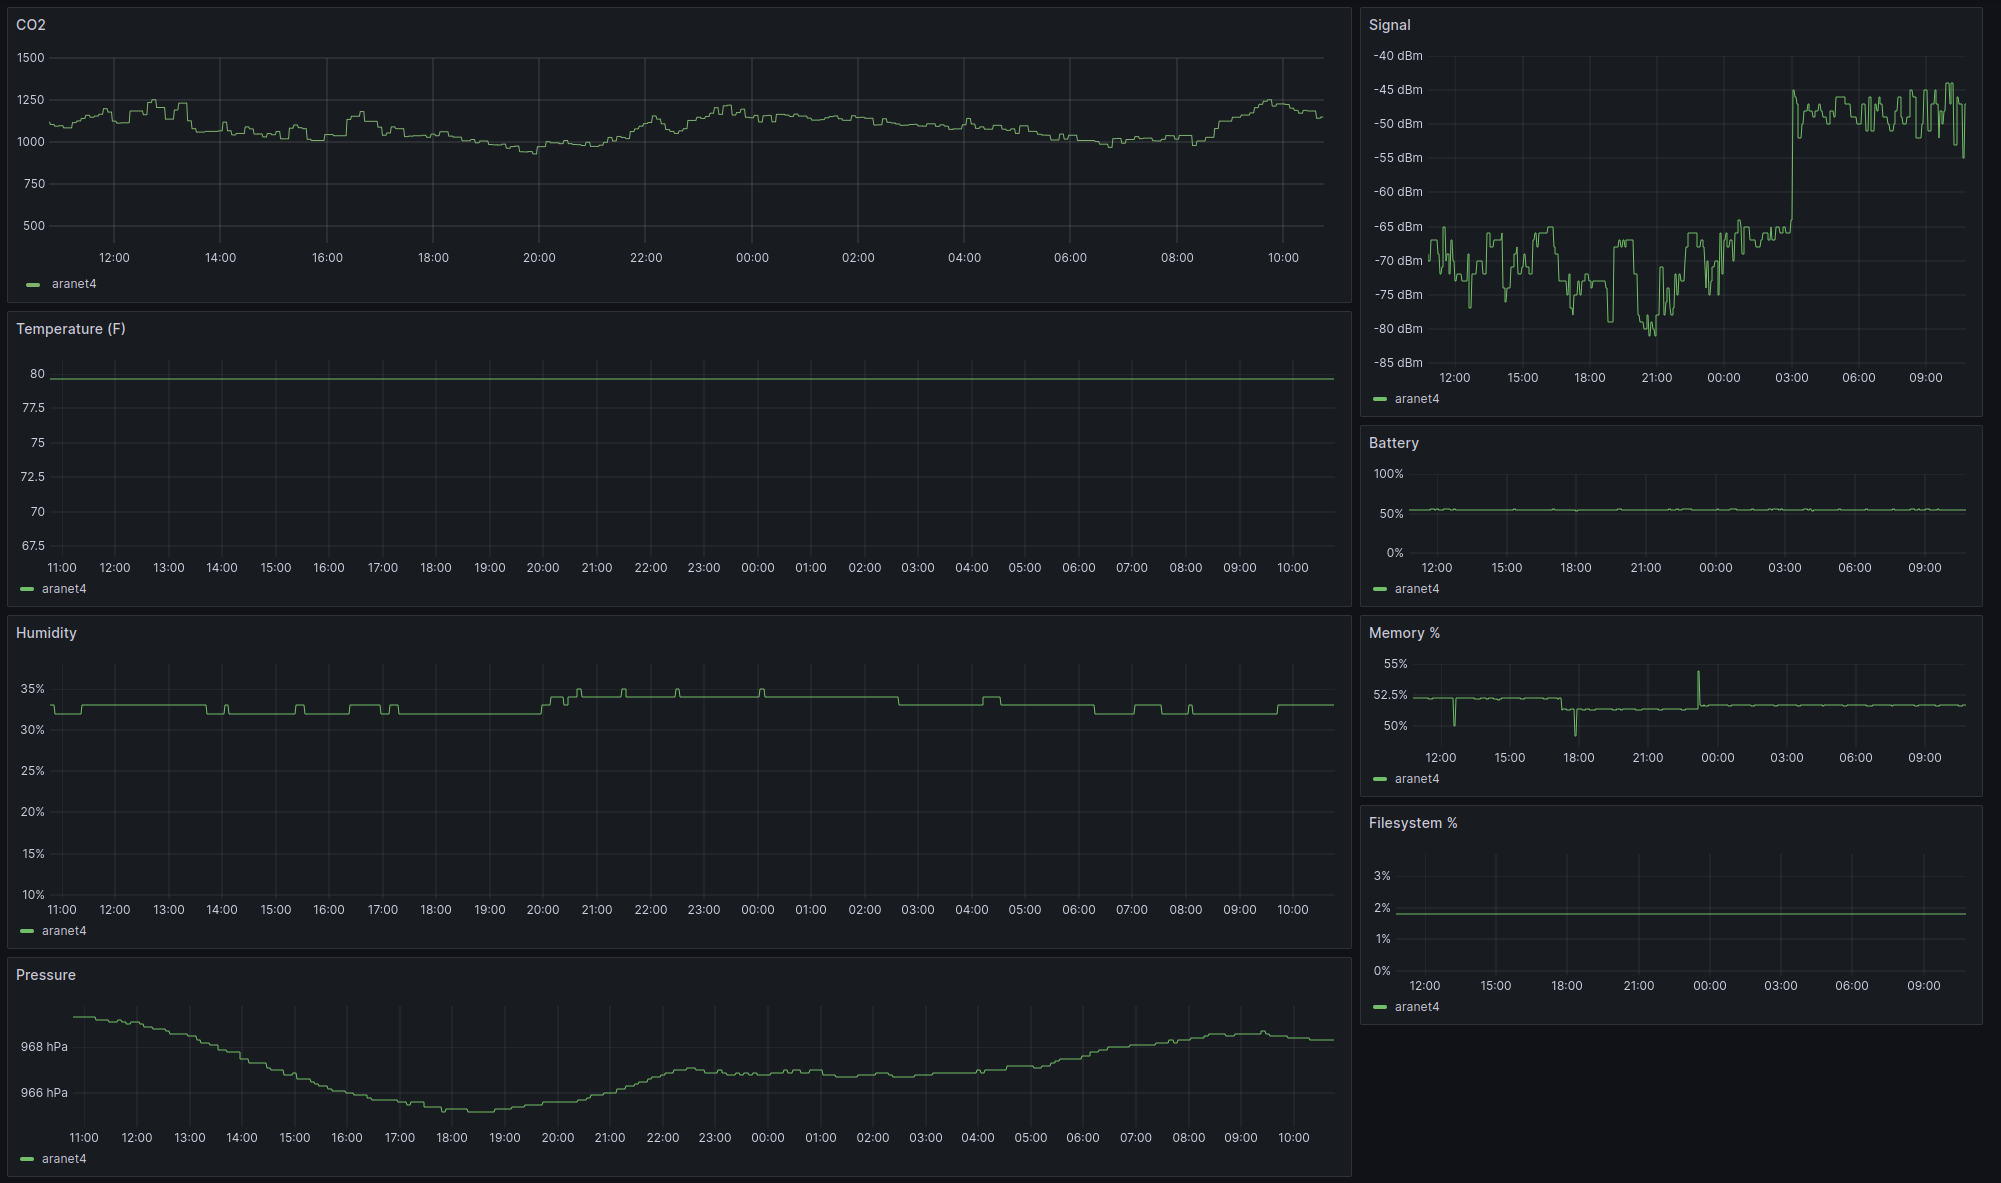 CO2
1500
1250
1000
750
500
12:00 14:00 16:00 18:00 20:00 22:00 00:00 02:00 04:00 06:00 08:00 10:00
aranet4
Temperature (F)
80
77.5
75
72.5
70
67.5
11:00 12:00 13:00 14:00 15:00 16:00 17:00 18:00 19:00 20:00 21:00 22:00 23:00 00:00 01:00 02:00 03:00 04:00 05:00 06:00 07:00 08:00 09:00 10:00
aranet4
Humidity
35%
30%
25%
20%
15%
10%
11:00 12:00 13:00 14:00 15:00 16:00 17:00 18:00 19:00 20:00 21:00 22:00 23:00 00:00 01:00 02:00 03:00 04:00 05:00 06:00 07:00 08:00 09:00 10:00
aranet4
Pressure
968 hPa
966 hPa
11:00 12:00 13:00 14:00 15:00 16:00 17:00 18:00 19:00 20:00 21:00 22:00 23:00 00:00 01:00 02:00 03:00 04:00 05:00 06:00 07:00 08:00 09:00 10:00
aranet4
Signal
-40 dBm
-45 dBm
-50 dBm
-55 dBm
-60 dBm
-65 dBm
-70 dBm
-75 dBm
-80 dBm
-85 dBm
12:00 15:00 18:00 21:00 00:00 03:00 06:00 09:00
aranet4
Battery
100%
50%
0%
12:00 15:00 18:00 21:00 00:00 03:00 06:00 09:00
aranet4
Memory %
55%
52.5%
50%
12:00 15:00 18:00 21:00 00:00 03:00 06:00 09:00
aranet4
Filesystem %
3%
2%
1%
0%
12:00 15:00 18:00 21:00 00:00 03:00 06:00 09:00
aranet4